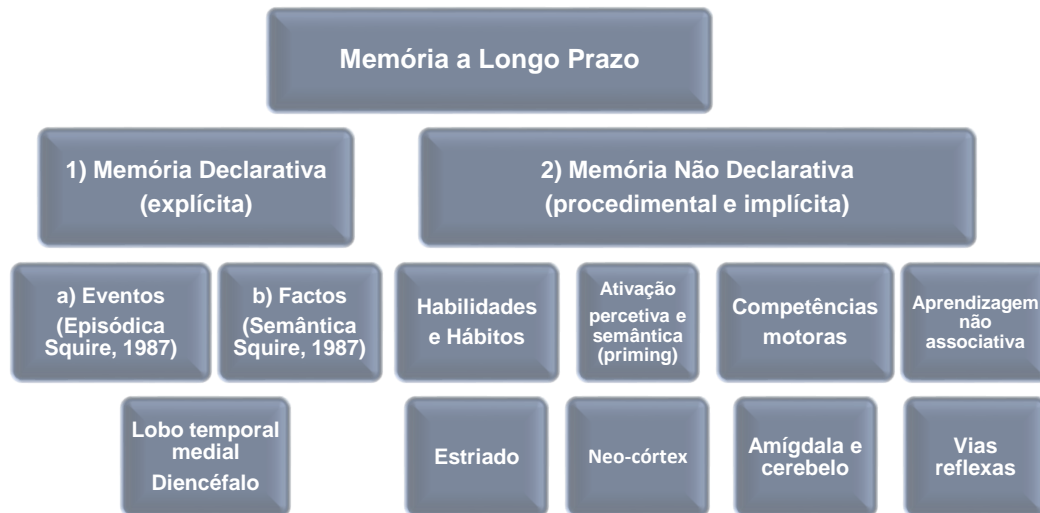 Memória a Longo Prazo
1) Memória Declarativa
(explícita)
2) Memória Não Declarativa
(procedimental e implícita)
a) Eventos
(Episódica
Squire, 1987)
b) Factos
(Semântica
Squire, 1987)
Habilidades
e Hábitos
Ativação
percetiva e
semântica
(priming)
Competências
motoras
Aprendizagem
não
associativa
Lobo temporal
medial
Diencéfalo
Estriado
Neo-córtex
Amígdala e
cerebelo
Vias
reflexas